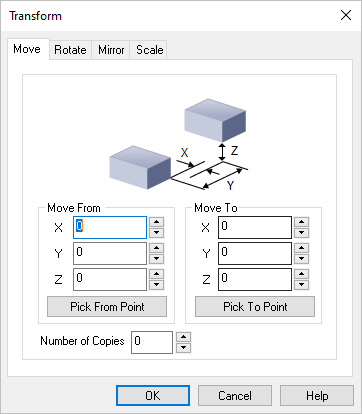 Transform
Move Rotate Mirror Scale
X Z Y
Move From Move To
X 0 X 0
Y 0 Y 0
Z 0 Z 0
Pick From Point Pick To Point
Number of Copies 0
OK Cancel Help